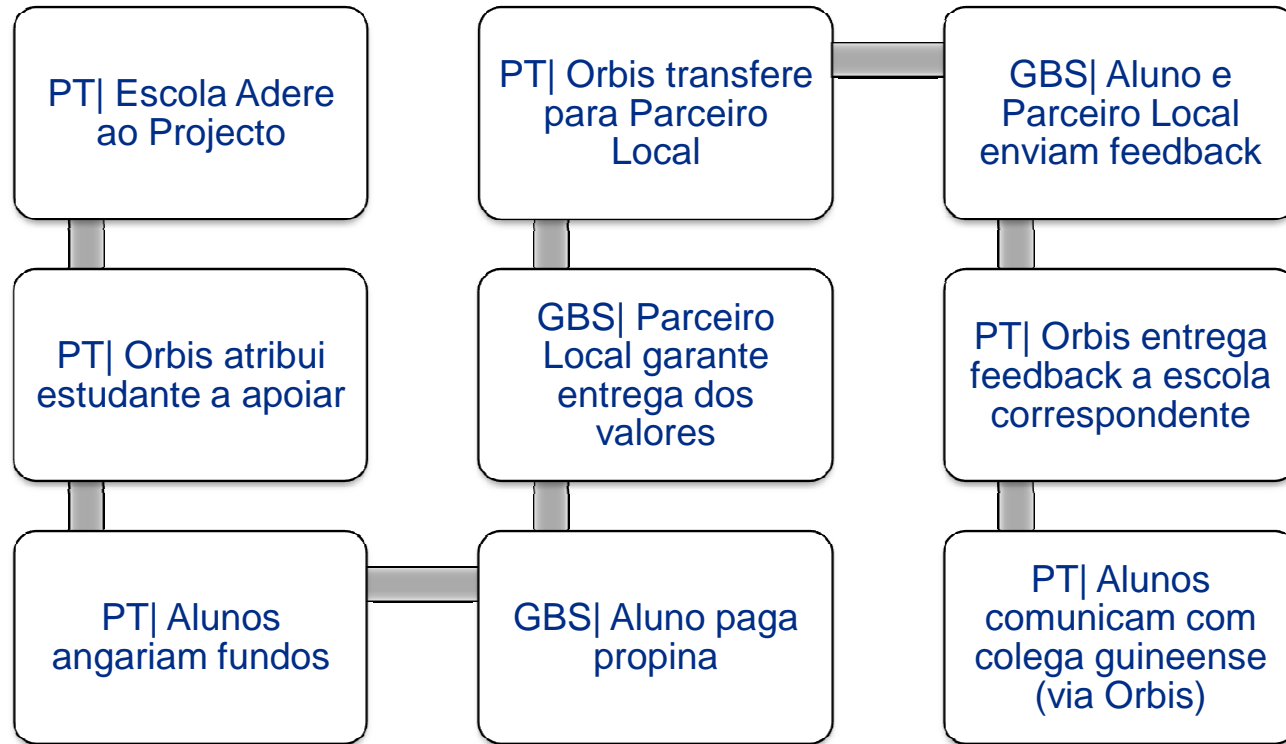 PT| Escola Adere
ao Projecto
PT| Orbis atribui
estudante a apoiar
PT| Alunos
angariam fundos
GBS| Aluno paga
propina
GBS| Parceiro
Local garante
entrega dos
valores
PT| Orbis transfere
para Parceiro
Local
GBS| Aluno e
Parceiro Local
enviam feedback
PT| Orbis entrega
feedback a escola
correspondente
PT| Alunos
comunicam com
colega guineense
(via Orbis)